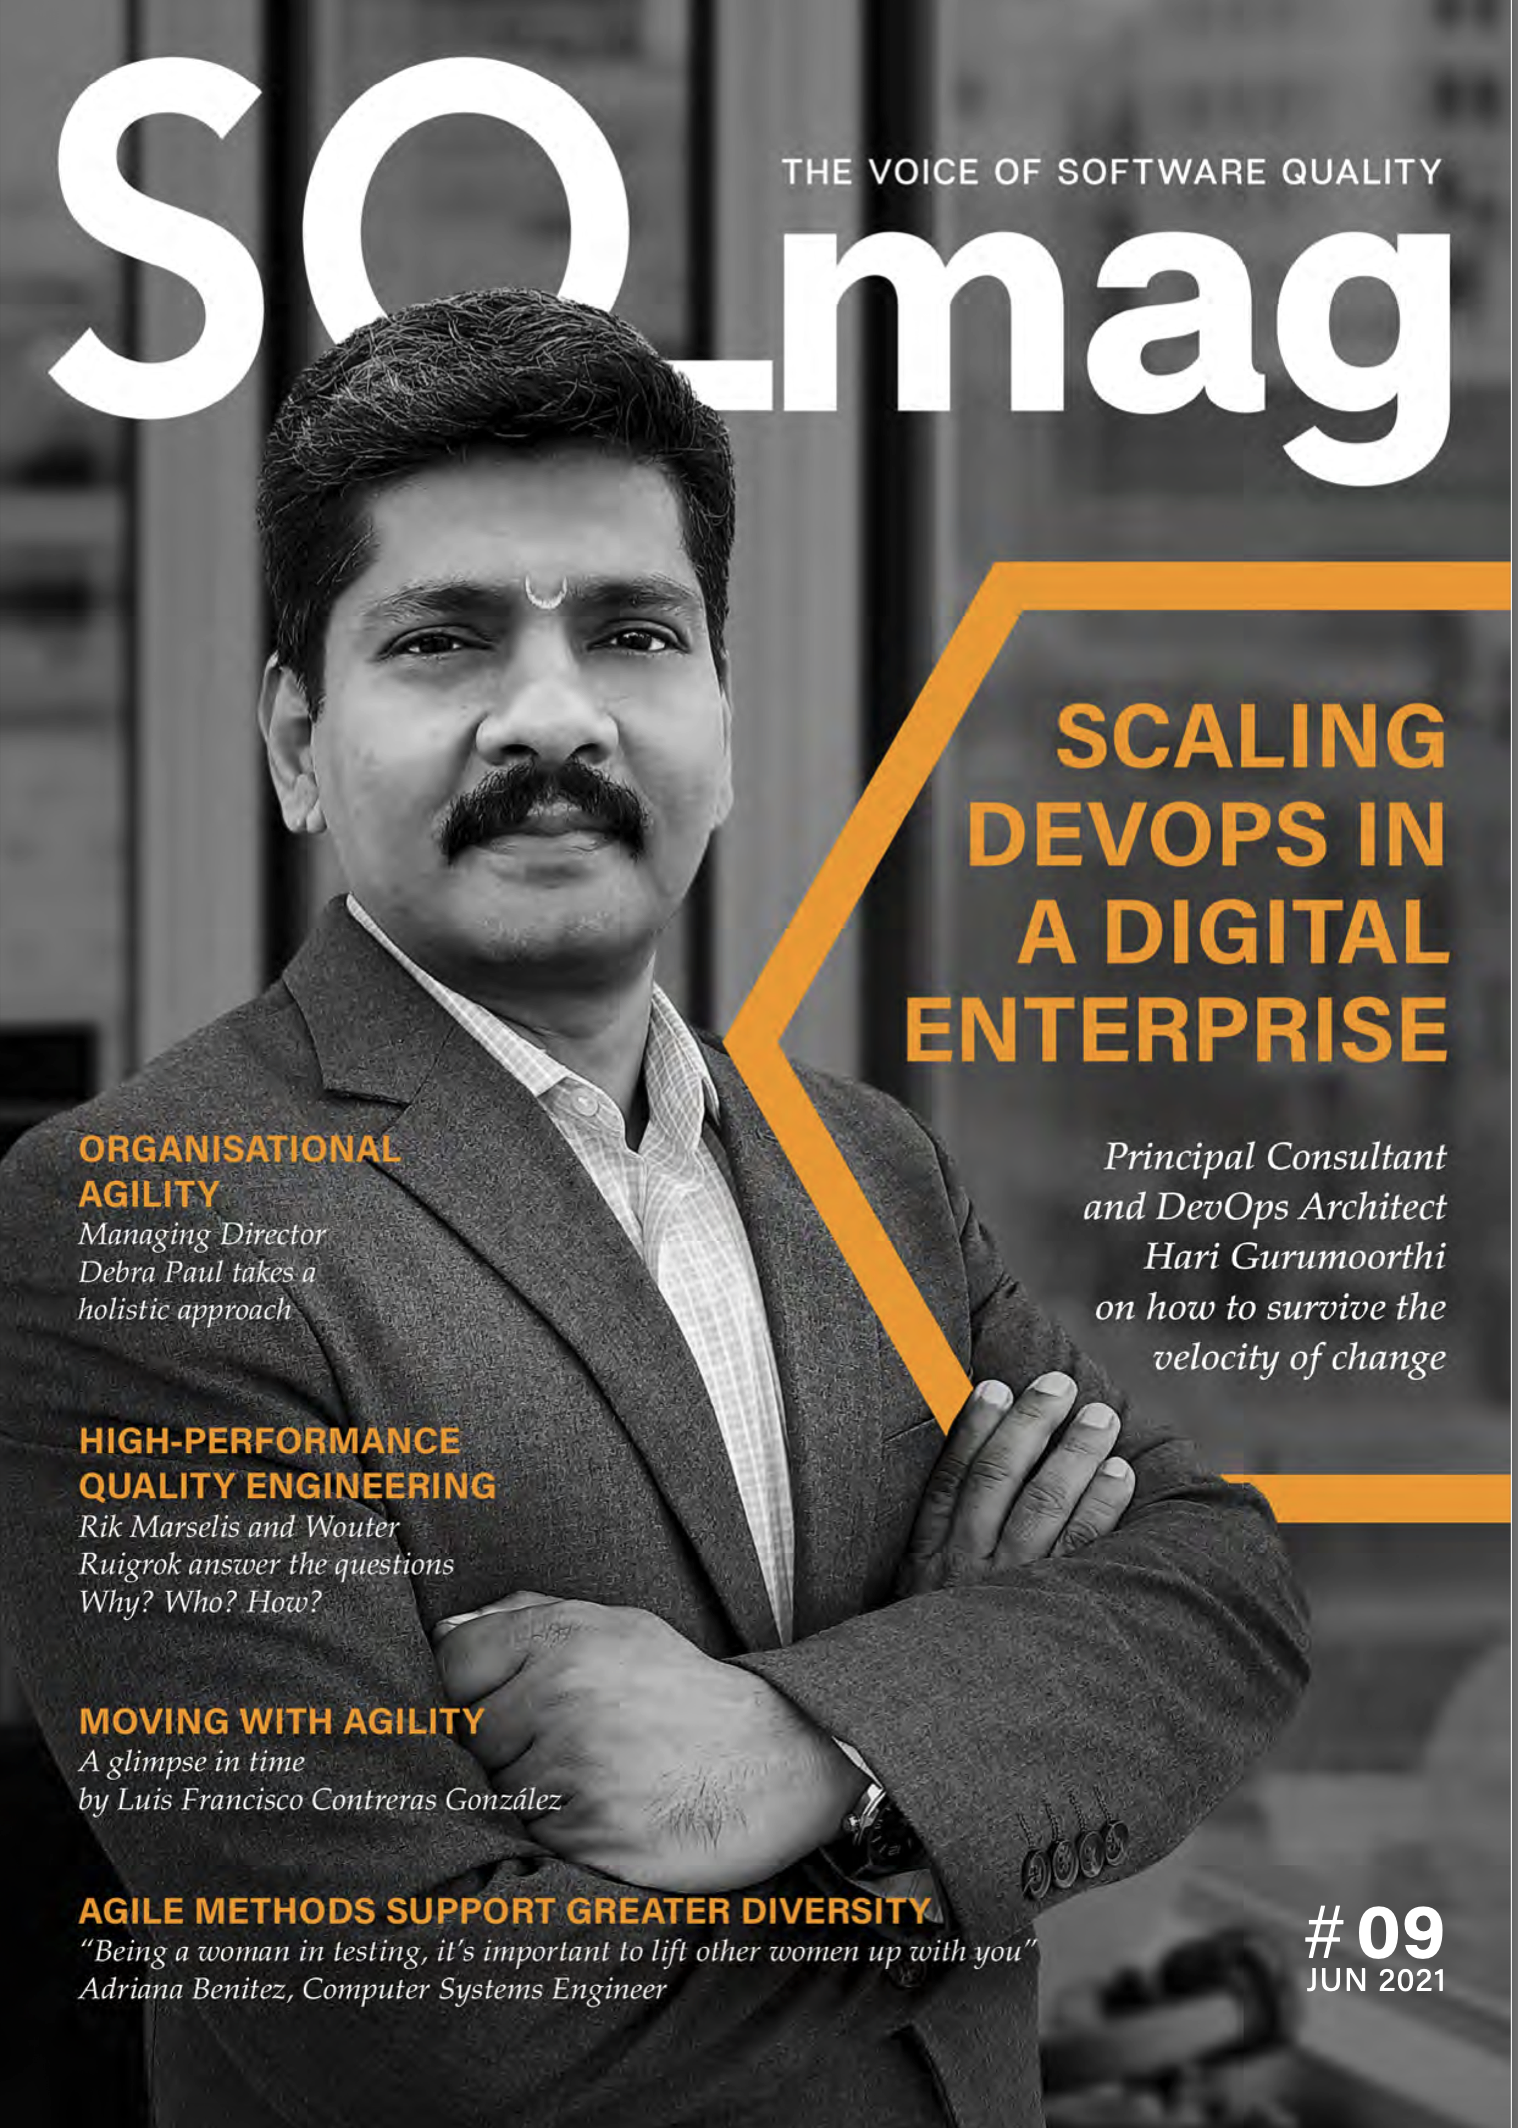 SQ_mag
THE VOICE OF SOFTWARE QUALITY
SCALING
DEVOPS IN
A DIGITAL
ENTERPRISE
Principal Consultant
and DevOps Architect
Hari Gurumoorthi
on how to survive the
velocity of change
ORGANISATIONAL
AGILITY
Managing Director
Debra Paul takes a
holistic approach
HIGH-PERFORMANCE
QUALITY ENGINEERING
Rik Marselis and Wouter
Ruigrok answer the questions
Why? Who? How?
MOVING WITH AGILITY
A glimpse in time
by Luis Francisco Contreras González
AGILE METHODS SUPPORT GREATER DIVERSITY
“Being a woman in testing, it’s important to lift other women up with you”
Adriana Benitez, Computer Systems Engineer
#09
JUN 2021